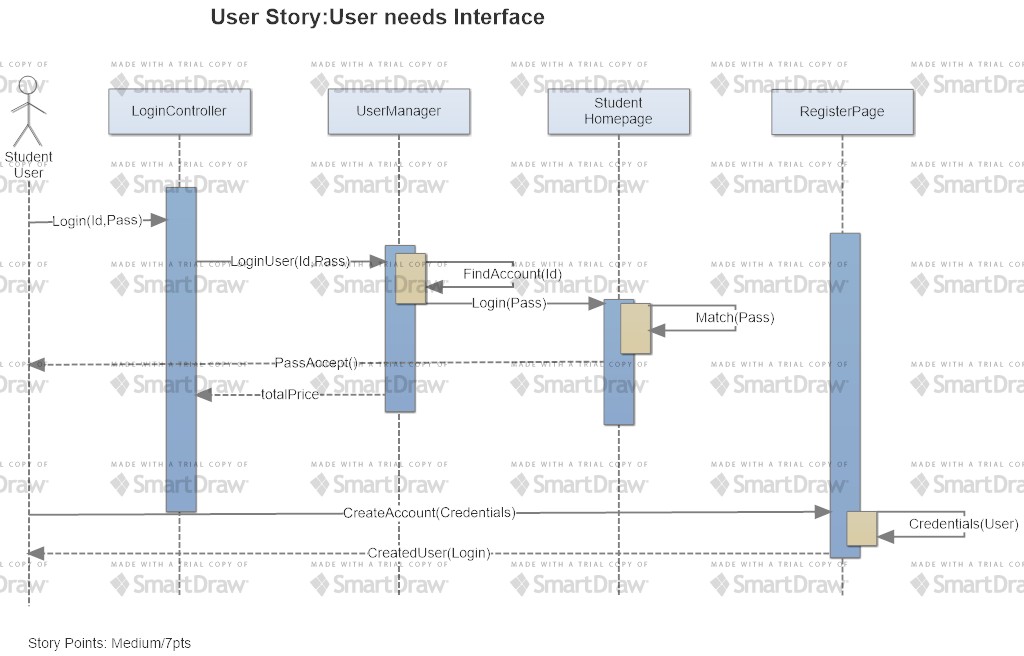 User Story:User needs Interface
MADE WITH A TRIAL COPY OF
SmartDraw
Student
User
LoginController
UserManager
Student
Homepage
RegisterPage
Login(Id,Pass)
LoginUser(Id,Pass)
FindAccount(Id)
Login(Pass)
Match(Pass)
PassAccept()
totalPrice
CreateAccount(Credentials)
Credentials(User)
CreatedUser(Login)
Story Points: Medium/7pts